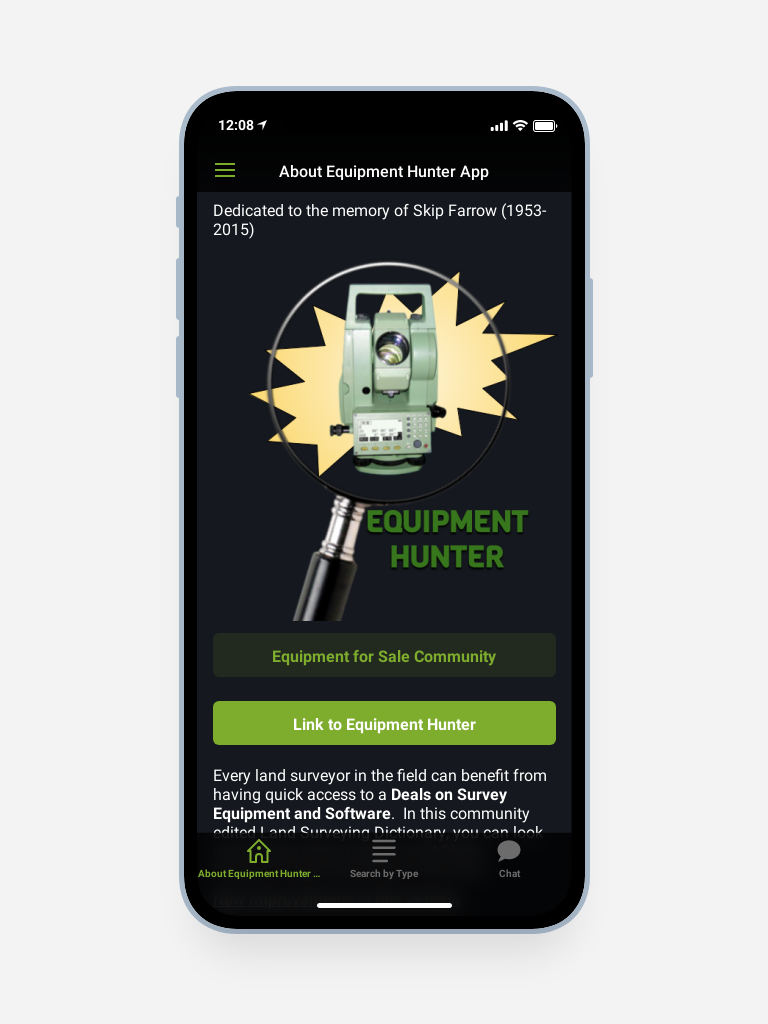 12:08
About Equipment Hunter App
Dedicated to the memory of Skip Farrow (1953-
2015)
EQUIPMENT
HUNTER
Equipment for Sale Community
Link to Equipment Hunter
Every land surveyor in the field can benefit from
having quick access to a Deals on Survey
Equipment and Software.  In this community
edited Land Surveying Dictionary, you can look
About Equipment Hunter ...
Search by Type
Chat